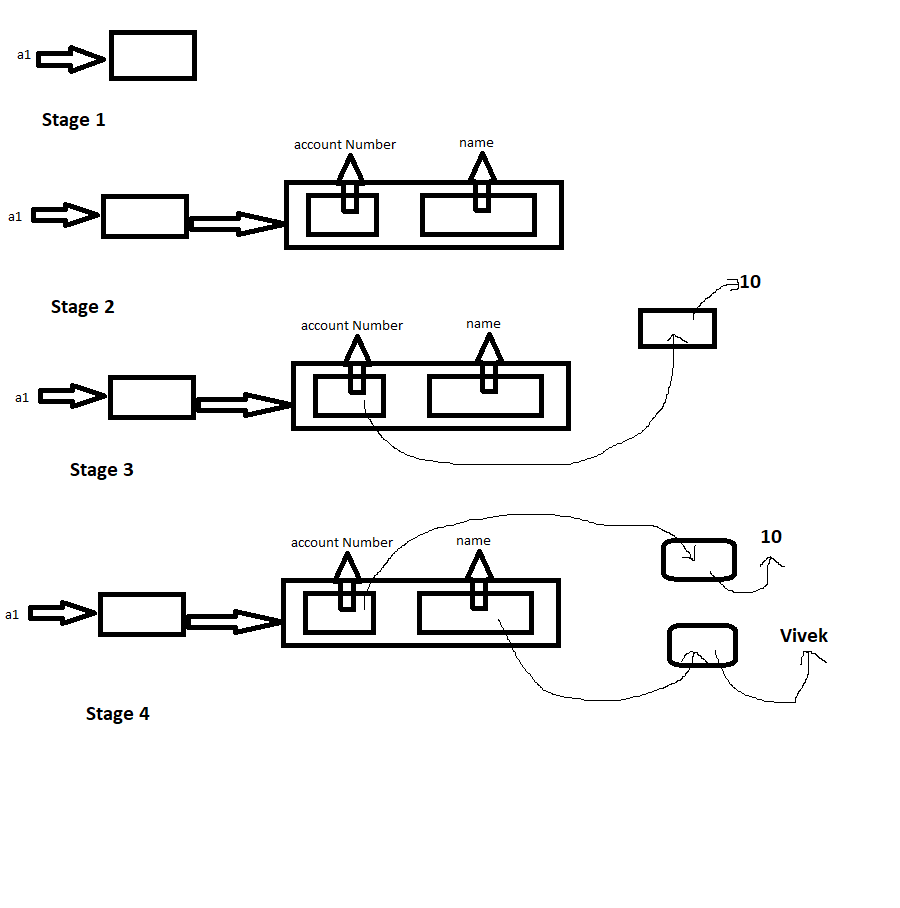 a1
Stage 1
account Number
name
a1
Stage 2
10
account Number
name
a1
Stage 3
10
account Number
name
a1
Vivek
Stage 4